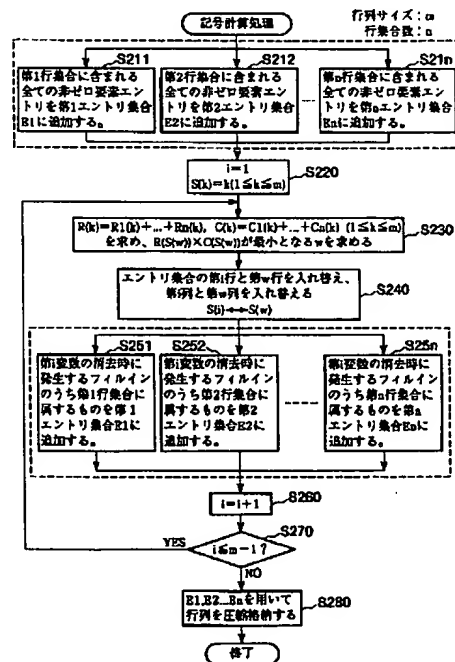 記号計算処理
行列サイズ：m
行集合数：n
S211
第1行集合に含まれる
全ての非ゼロ要素エン
トリを第1エントリ集合
E1に追加する。
S212
第2行集合に含まれる
全ての非ゼロ要素エン
トリを第2エントリ集合
E2に追加する。
......
S21n
第n行集合に含まれる
全ての非ゼロ要素エン
トリを第nエントリ集合
Enに追加する。
S220
i=1
S(k)=k(1≦k≦m)
S230
R(k)=R1(k)+...+Rn(k), C(k)=C1(k)+...+Cn(k) (1≦k≦m)
を求め、R(S(w))×C(S(w))が最小となるwを求める
S240
エントリ集合の第i行と第w行を入れ替え、
第i列と第w列を入れ替える
S(i)⟷S(w)
S251
第i変数の消去時に
発生するフィルイン
のうち第1行集合に
属するものを第1
エントリ集合E1に
追加する。
S252
第i変数の消去時に
発生するフィルイン
のうち第2行集合に
属するものを第2
エントリ集合E2に
追加する。
......
S25n
第i変数の消去時に
発生するフィルイン
のうち第n行集合に
属するものを第n
エントリ集合Enに
追加する。
S260
i=i+1
S270
YES
i≦m-1？
NO
S280
E1,E2...Enを用いて
行列を圧縮格納する
終了